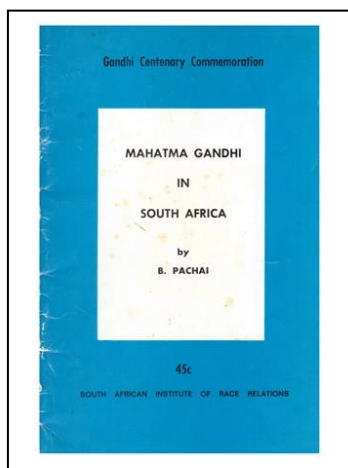 Gandhi Centenary Commemoration
MAHATMA GANDHI
IN
SOUTH AFRICA
by
B. PACHAI
45c
SOUTH AFRICAN INSTITUTE OF RACE RELATIONS